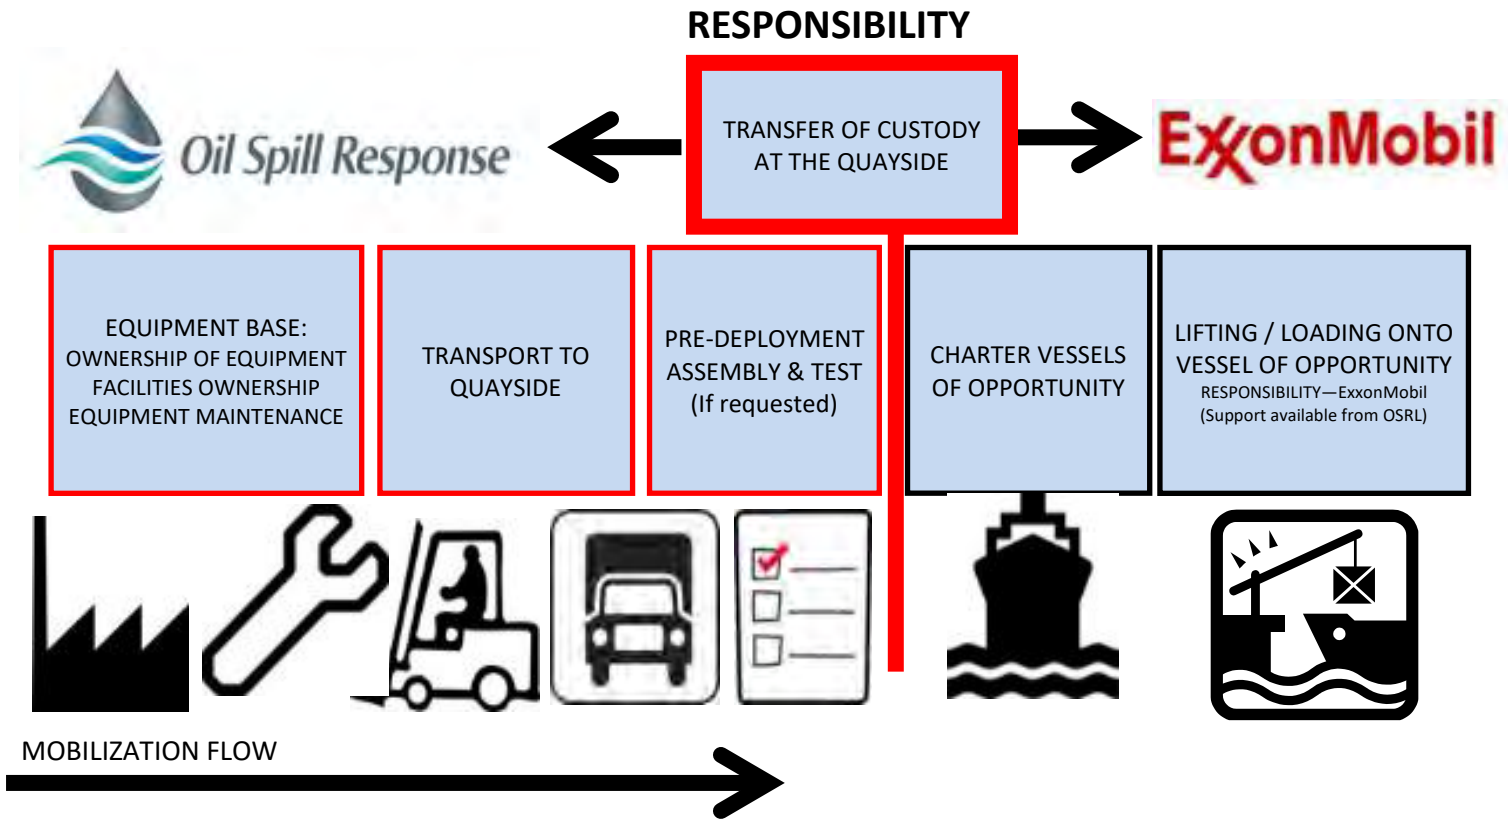 RESPONSIBILITY
Oil Spill Response
TRANSFER OF CUSTODY
AT THE QUAYSIDE
ExxonMobil
EQUIPMENT BASE:
OWNERSHIP OF EQUIPMENT
FACILITIES OWNERSHIP
EQUIPMENT MAINTENANCE
TRANSPORT TO
QUAYSIDE
PRE-DEPLOYMENT
ASSEMBLY & TEST
(If requested)
CHARTER VESSELS
OF OPPORTUNITY
LIFTING / LOADING ONTO
VESSEL OF OPPORTUNITY
RESPONSIBILITY—ExxonMobil
(Support available from OSRL)
MOBILIZATION FLOW